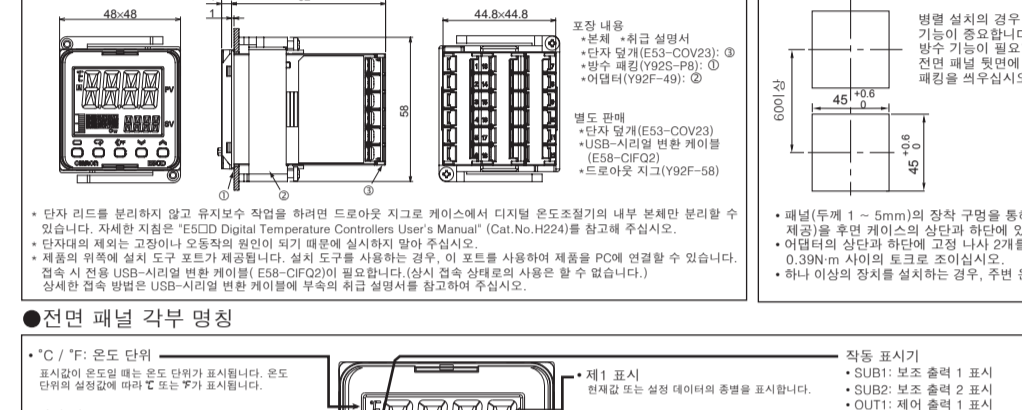 48×48
1
58
①
②
③
44.8×44.8
포장 내용
*본체 *취급 설명서
*단자 덮개(E53-COV23): ③
*방수 패킹(Y92S-P8): ①
*어댑터(Y92F-49): ②
별도 판매
*단자 덮개(E53-COV23)
*USB-시리얼 변환 케이블
(E58-CIFQ2)
*드로아웃 지그(Y92F-58)
* 단자 리드를 분리하지 않고 유지보수 작업을 하려면 드로아웃 지그로 케이스에서 디지털 온도조절기의 내부 본체만 분리할 수
있습니다. 자세한 지침은 "E5□D Digital Temperature Controllers User's Manual" (Cat.No.H224)를 참고해 주십시오.
* 단자대의 제외는 고장이나 오동작의 원인이 되기 때문에 실시하지 말아 주십시오.
* 제품의 위쪽에 설치 도구 포트가 제공됩니다. 설치 도구를 사용하는 경우, 이 포트를 사용하여 제품을 PC에 연결할 수 있습니다.
접속 시 전용 USB-시리얼 변환 케이블( E58-CIFQ2)이 필요합니다.(상시 접속 상태로의 사용은 할 수 없습니다.)
상세한 접속 방법은 USB-시리얼 변환 케이블에 부속의 취급 설명서를 참고하여 주십시오.
병렬 설치의 경우
기능이 중요합니다
방수 기능이 필요
전면 패널 뒷면에
패킹을 씌우십시오
60이상
45 +0.6 0
45 +0.6 0
• 패널(두께 1 ~ 5mm)의 장착 구멍을 통해
제공)을 후면 케이스의 상단과 하단에 있
• 어댑터의 상단과 하단에 고정 나사 2개를
0.39N·m 사이의 토크로 조이십시오.
• 하나 이상의 장치를 설치하는 경우, 주변 온
●전면 패널 각부 명칭
• °C / °F: 온도 단위
표시값이 온도일 때는 온도 단위가 표시됩니다. 온도
단위의 설정값에 따라 ℃ 또는 ℉가 표시됩니다.
• 제1 표시
현재값 또는 설정 데이터의 종별을 표시합니다.
작동 표시기
• SUB1: 보조 출력 1 표시
• SUB2: 보조 출력 2 표시
• OUT1: 제어 출력 1 표시